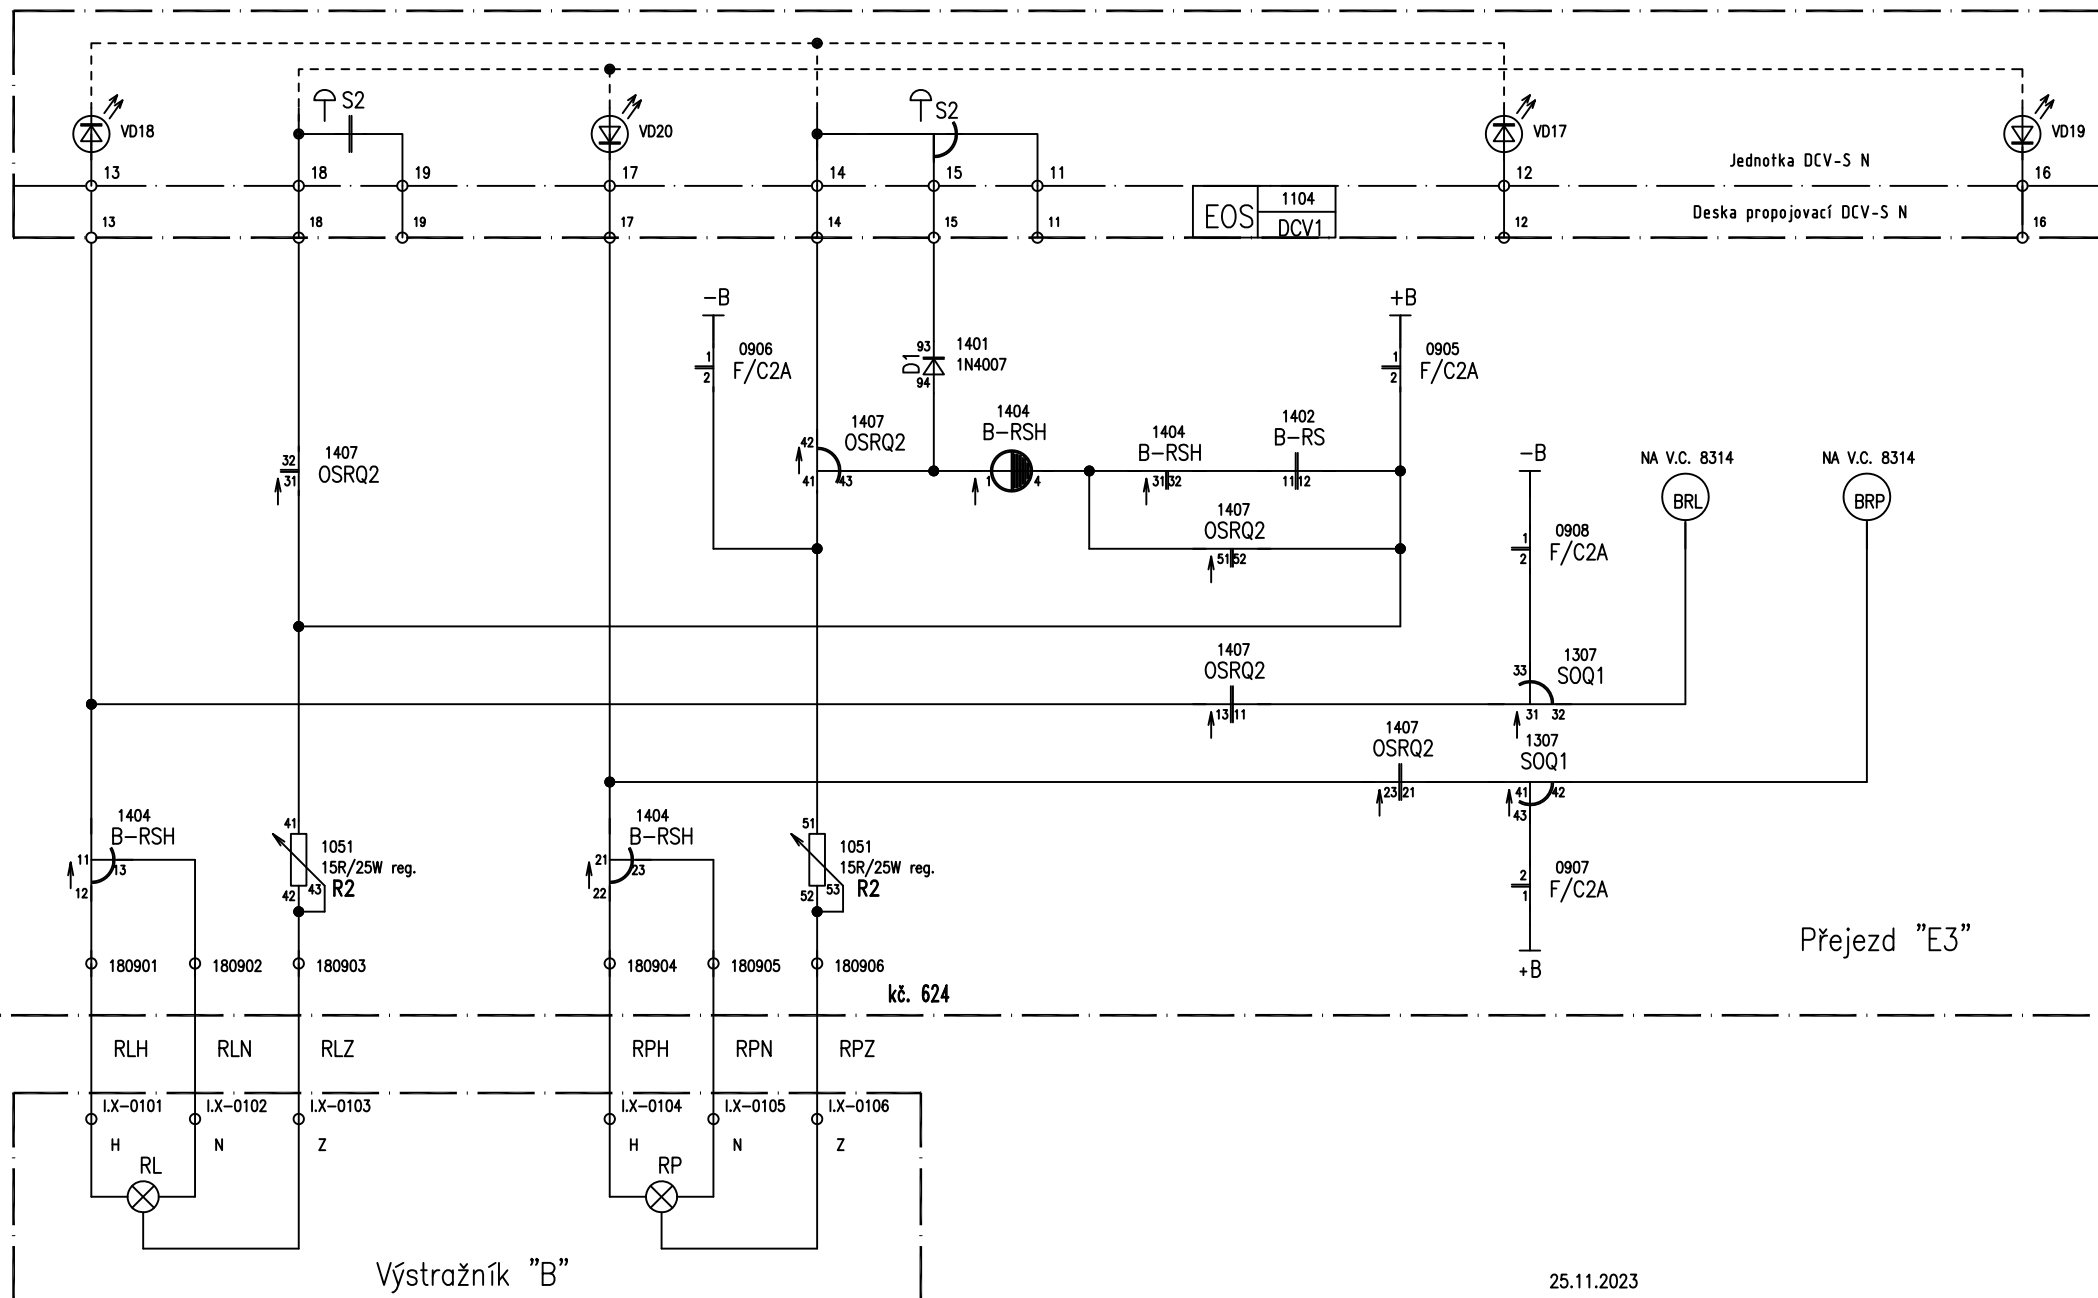 S2
S2
VD18
VD20
VD17
VD19
13
18
19
17
14
15
11
12
16
Jednotka DCV-S N
13
18
19
17
14
15
11
EOS
1104
DCV1
12
16
Deska propojovací DCV-S N
-B
+B
1
2
0906
F/C2A
D1
93
94
1401
1N4007
1
2
0905
F/C2A
32
31
1407
OSRQ2
42
41
43
1407
OSRQ2
1404
B-RSH
1
4
1404
B-RSH
31
32
1402
B-RS
11
12
-B
NA V.C. 8314
BRL
NA V.C. 8314
BRP
1407
OSRQ2
51
52
1
2
0908
F/C2A
1407
OSRQ2
13
11
33
31
32
1307
SOQ1
1407
OSRQ2
23
21
1307
SOQ1
41
42
43
1404
B-RSH
11
13
12
41
42
43
1051
15R/25W reg.
R2
1404
B-RSH
21
23
22
51
52
53
1051
15R/25W reg.
R2
2
1
0907
F/C2A
+B
Přejezd "E3"
180901
180902
180903
180904
180905
180906
kč. 624
RLH
RLN
RLZ
RPH
RPN
RPZ
I.X-0101
I.X-0102
I.X-0103
I.X-0104
I.X-0105
I.X-0106
H
N
Z
H
N
Z
RL
RP
Výstražník "B"
25.11.2023